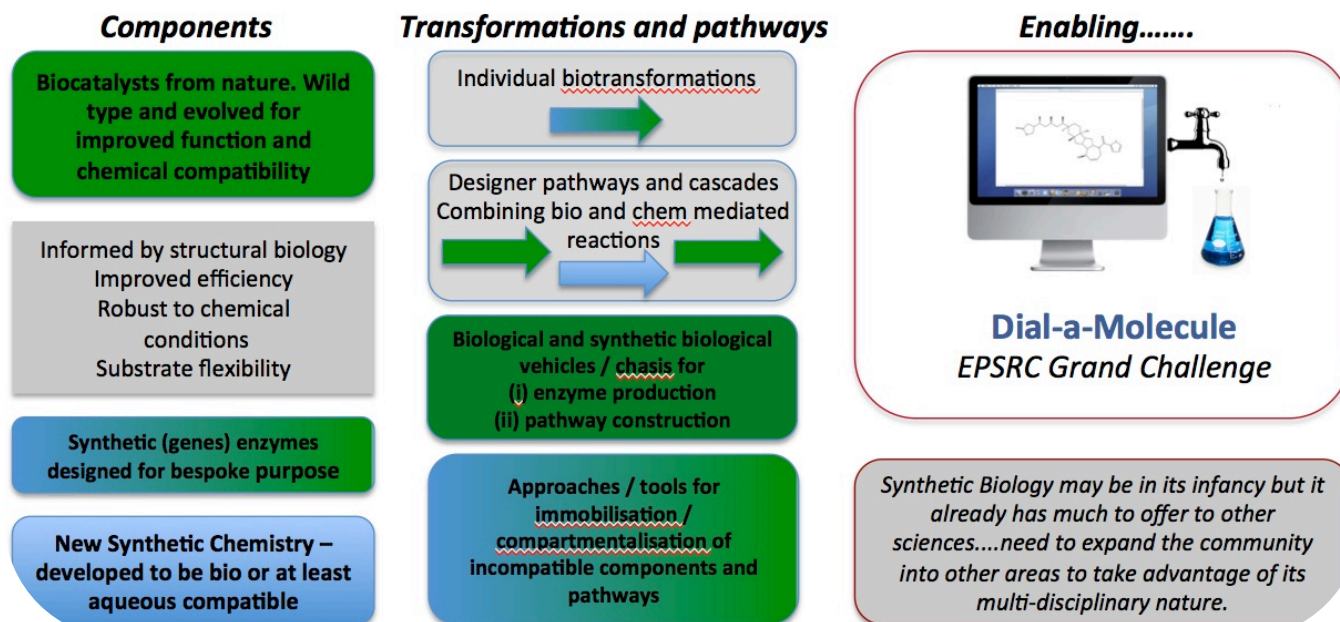 Components
Biocatalysts from nature. Wild
type and evolved for
improved function and
chemical compatibility
Informed by structural biology
Improved efficiency
Robust to chemical
conditions
Substrate flexibility
Synthetic (genes) enzymes
designed for bespoke purpose
New Synthetic Chemistry –
developed to be bio or at least
aqueous compatible
Transformations and pathways
Individual biotransformations
Designer pathways and cascades
Combining bio and chem mediated
reactions
Biological and synthetic biological
vehicles / chasis for
(i) enzyme production
(ii) pathway construction
Approaches / tools for
immobilisation /
compartmentalisation of
incompatible components and
pathways
Enabling.......
Dial-a-Molecule
EPSRC Grand Challenge
Synthetic Biology may be in its infancy but it
already has much to offer to other
sciences....need to expand the community
into other areas to take advantage of its
multi-disciplinary nature.